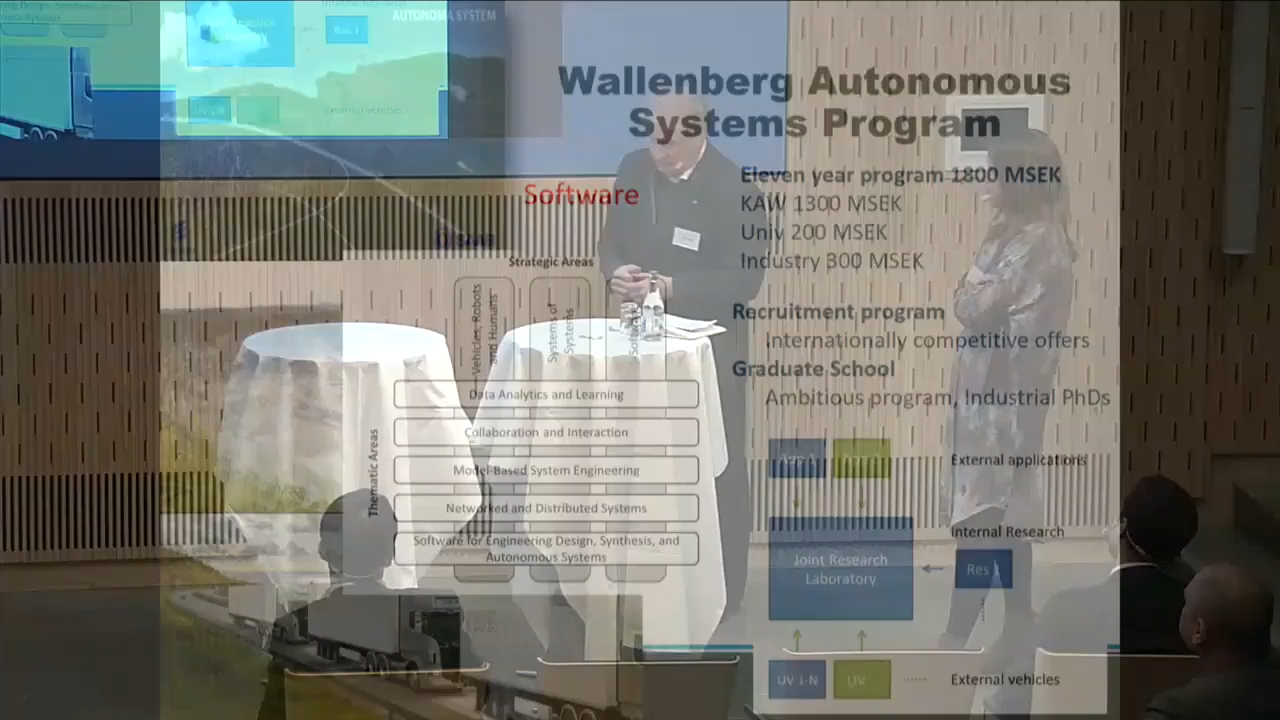 AUTONOMA SYSTEM
Res 1
Wallenberg Autonomous
Systems Program
Software
Eleven year program 1800 MSEK
KAW 1300 MSEK
Univ 200 MSEK
Industry 300 MSEK
Strategic Areas
Vehicles, Robots
and Humans
Systems of
Systems
Recruitment program
Internationally competitive offers
Graduate School
Ambitious program, Industrial PhDs
Thematic Areas
Data Analytics and Learning
Collaboration and Interaction
Model-Based System Engineering
Networked and Distributed Systems
Software for Engineering Design, Synthesis, and
Autonomous Systems
App 1
External applications
Internal Research
Joint Research
Laboratory
Res 1
UV 1-N
UV
External vehicles